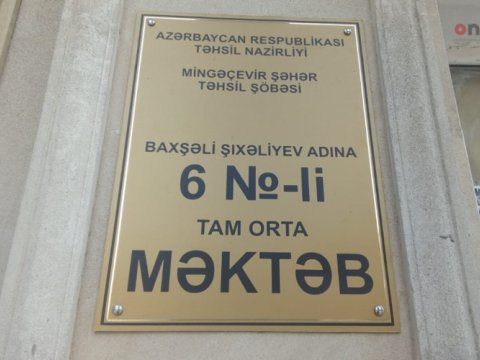 AZƏRBAYCAN RESPUBLİKASI
TƏHSİL NAZİRLİYİ
MİNGƏÇEVİR ŞƏHƏR
TƏHSİL ŞÖBƏSİ
BAXŞƏLİ ŞIXƏLİYEV ADINA
6 №-li
TAM ORTA
MƏKTƏB
on